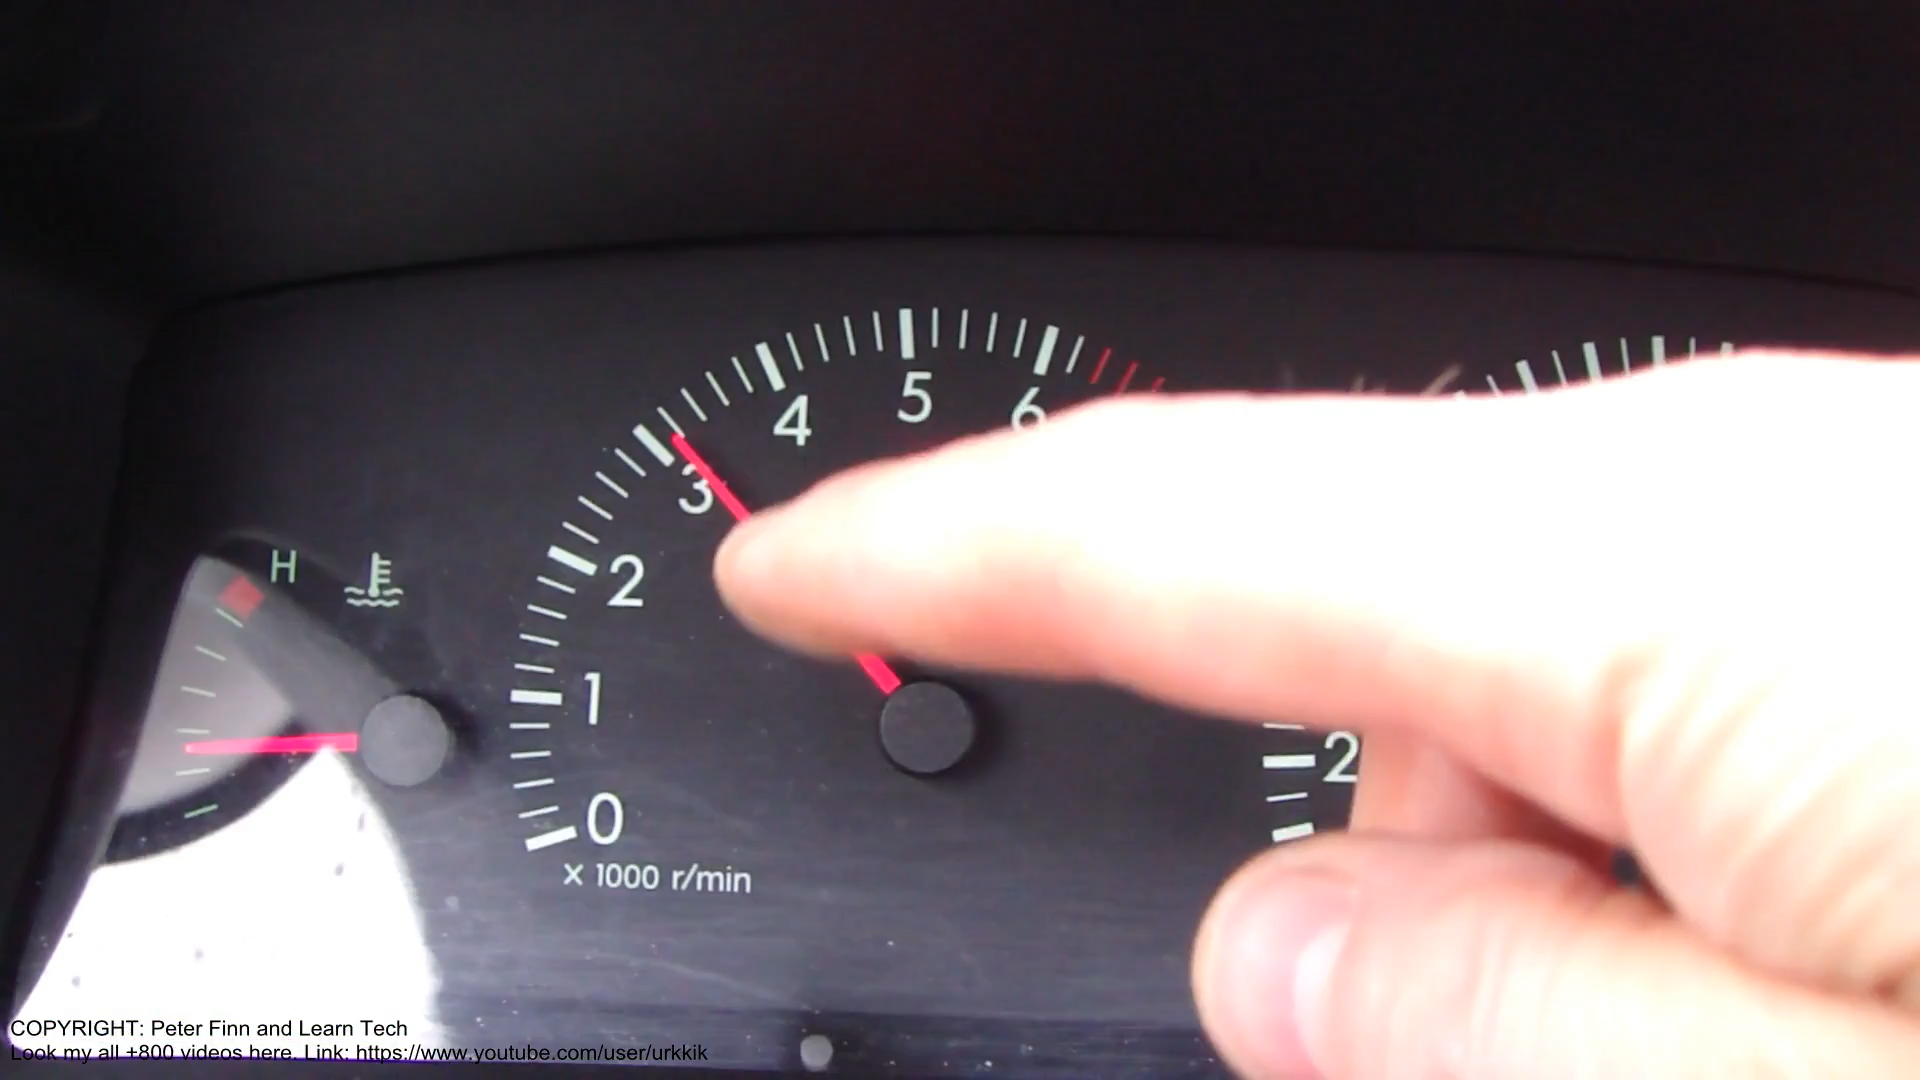 4
5
6
3
2
H
1
2
0
x 1000 r/min
COPYRIGHT: Peter Finn and Learn Tech
Look my all +800 videos here. Link: https://www.youtube.com/user/urkkik